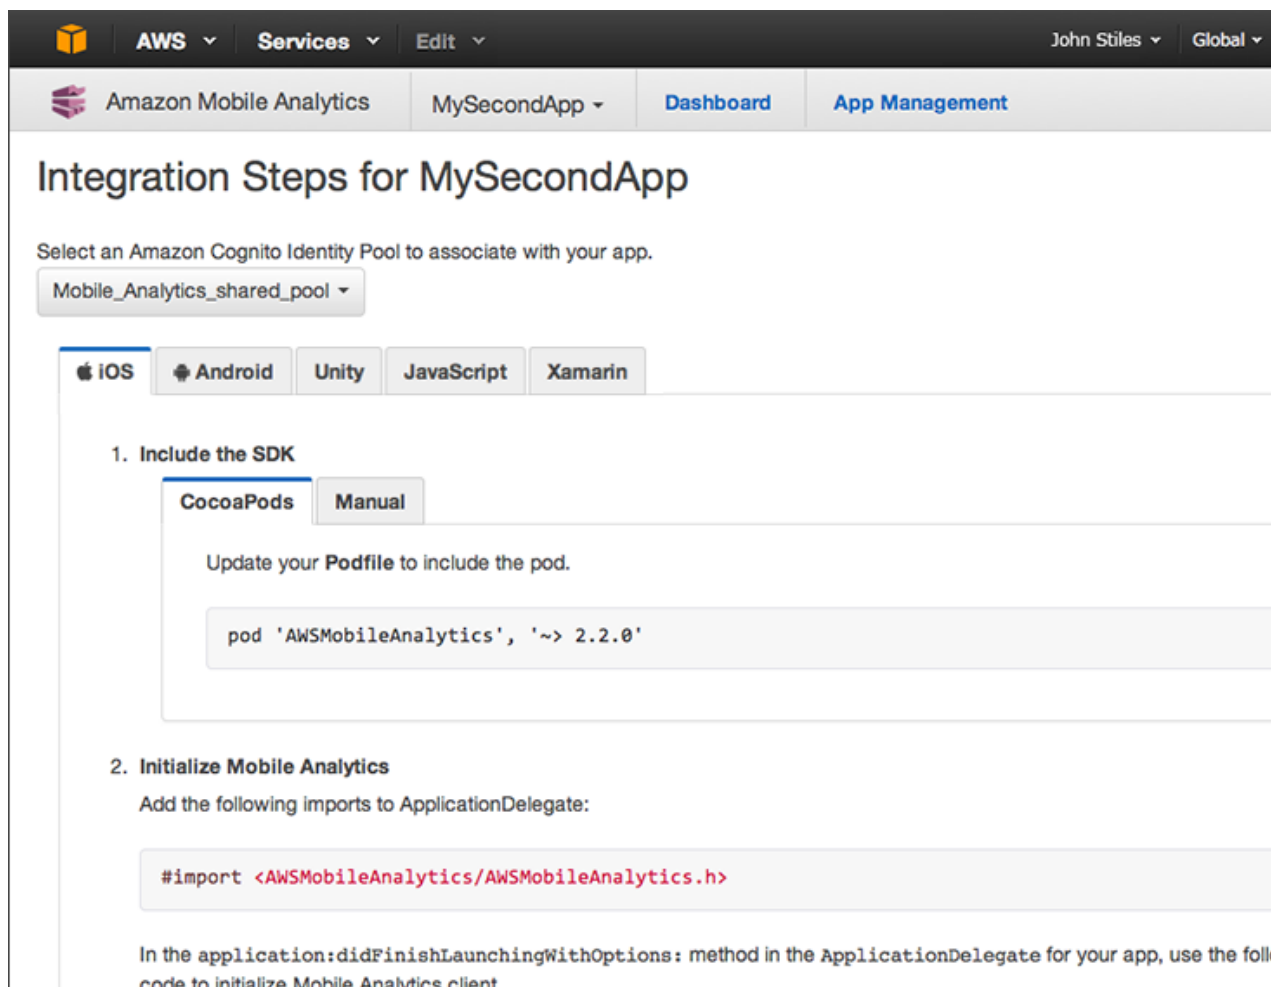 AWS Services Edit John Stiles Global
Amazon Mobile Analytics MySecondApp Dashboard App Management
Integration Steps for MySecondApp
Select an Amazon Cognito Identity Pool to associate with your app.
Mobile_Analytics_shared_pool
iOS Android Unity JavaScript Xamarin
1. Include the SDK
CocoaPods Manual
Update your Podfile to include the pod.
pod 'AWSMobileAnalytics', '~> 2.2.0'
2. Initialize Mobile Analytics
Add the following imports to ApplicationDelegate:
#import <AWSMobileAnalytics/AWSMobileAnalytics.h>
In the application:didFinishLaunchingWithOptions: method in the ApplicationDelegate for your app, use the foll
code to initialize Mobile Analytics client